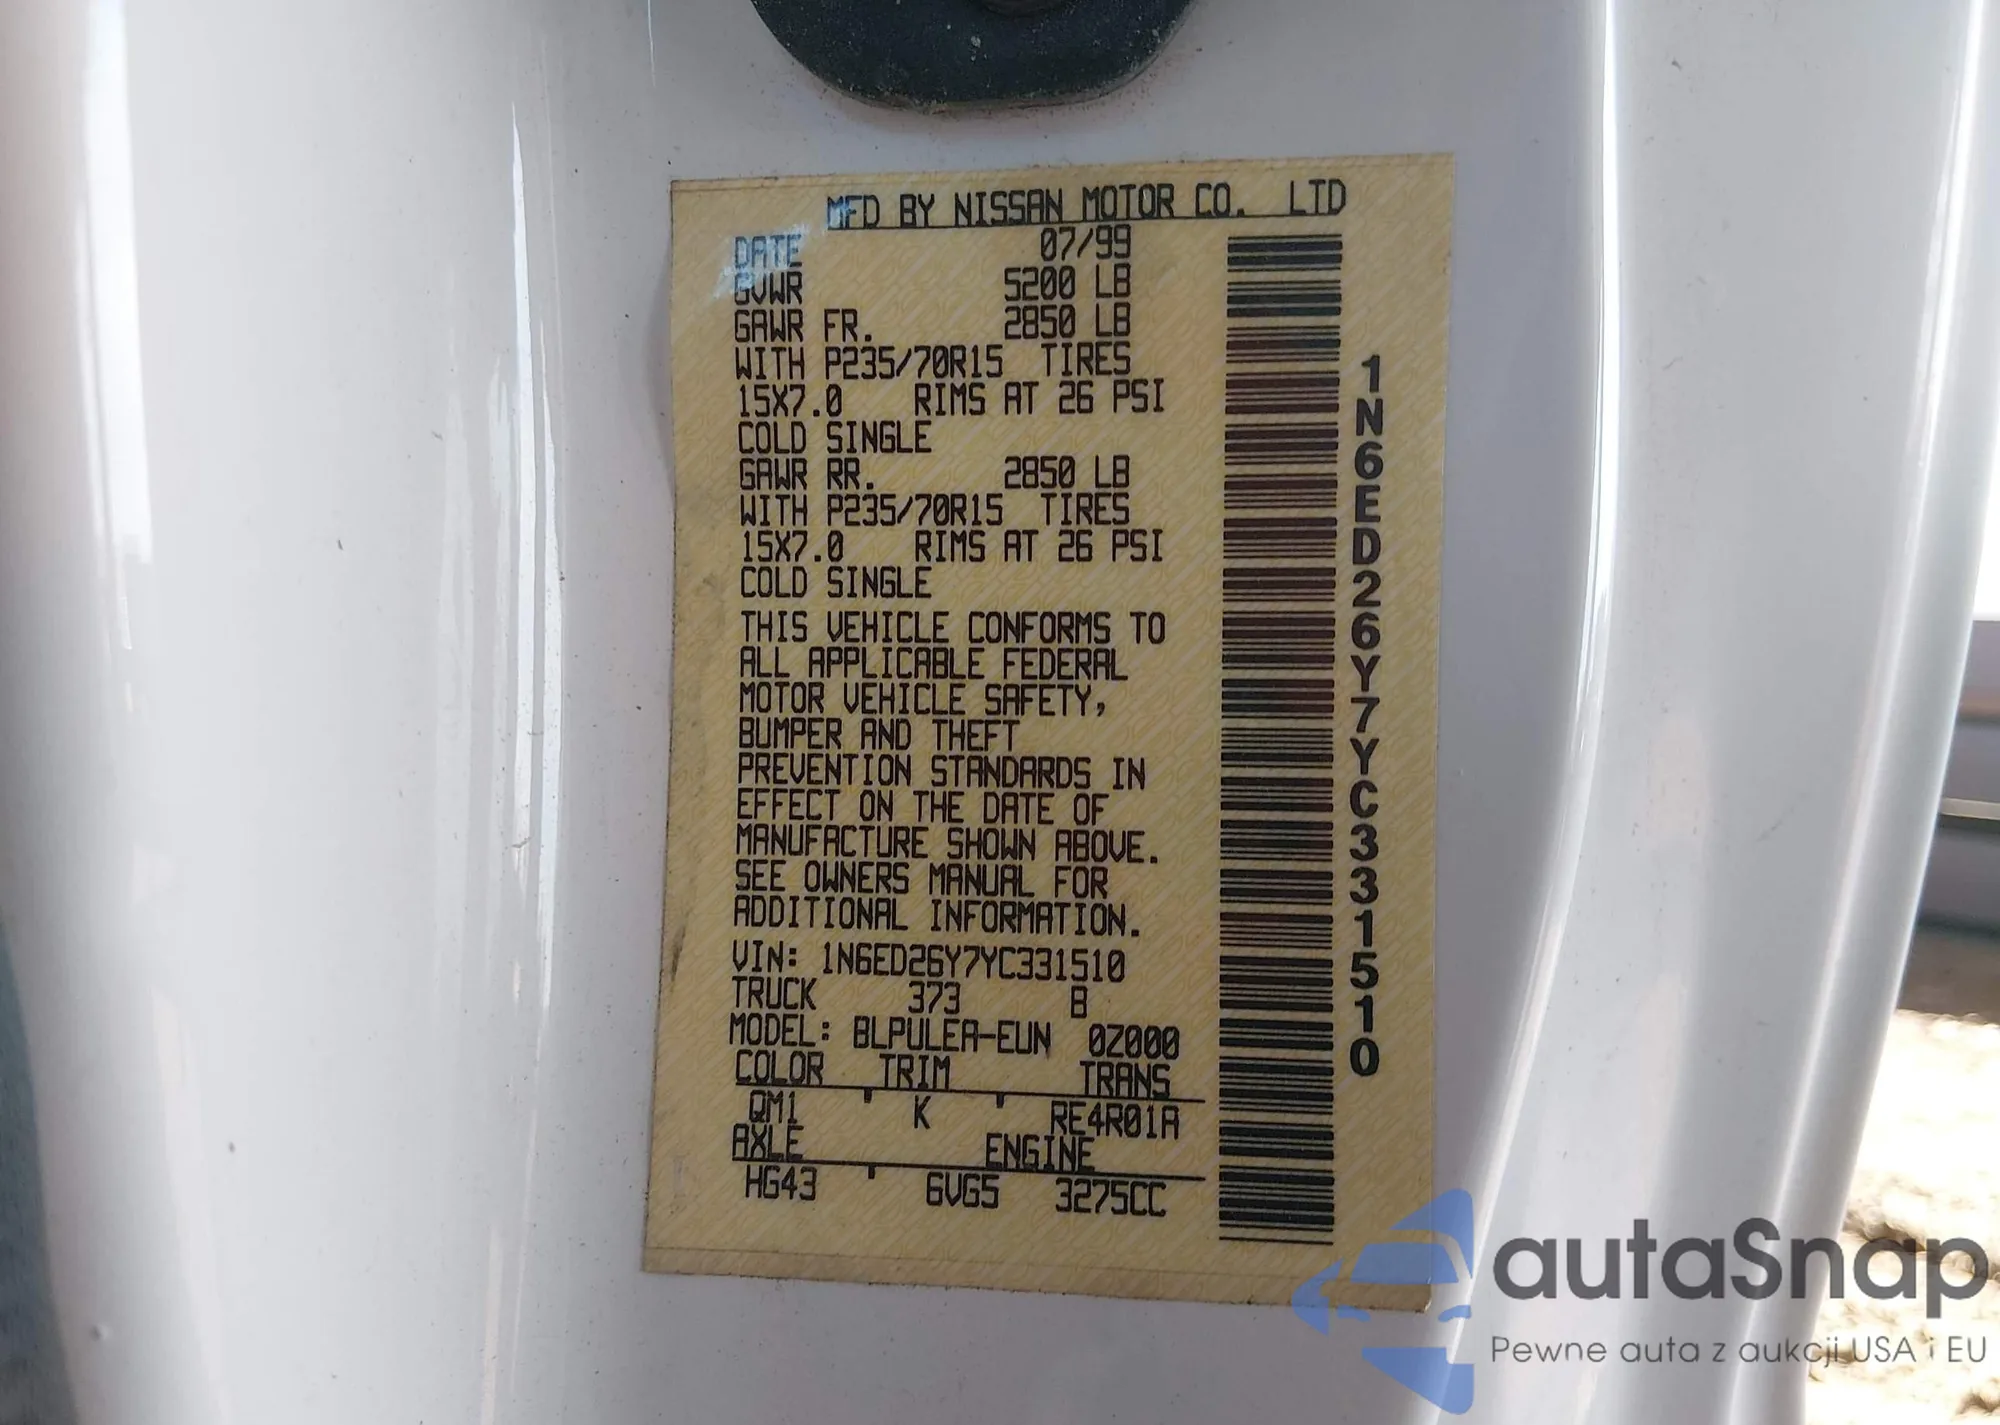 MFD BY NISSAN MOTOR CO. LTD
DATE 07/99
GVWR 5200 LB
GAWR FR. 2850 LB
WITH P235/70R15 TIRES
15X7.0 RIMS AT 26 PSI
COLD SINGLE
GAWR RR. 2850 LB
WITH P235/70R15 TIRES
15X7.0 RIMS AT 26 PSI
COLD SINGLE
THIS VEHICLE CONFORMS TO
ALL APPLICABLE FEDERAL
MOTOR VEHICLE SAFETY,
BUMPER AND THEFT
PREVENTION STANDARDS IN
EFFECT ON THE DATE OF
MANUFACTURE SHOWN ABOVE.
SEE OWNERS MANUAL FOR
ADDITIONAL INFORMATION.
VIN: 1N6ED26Y7YC331510
TRUCK 373 B
MODEL: BLPULEA-EUN 0Z000
COLOR TRIM TRANS
QM1 K RE4R01A
AXLE ENGINE
HG43 6VG5 3275CC
1N6ED26Y7YC331510
autaSnap
Pewne auta z aukcji USA i EU